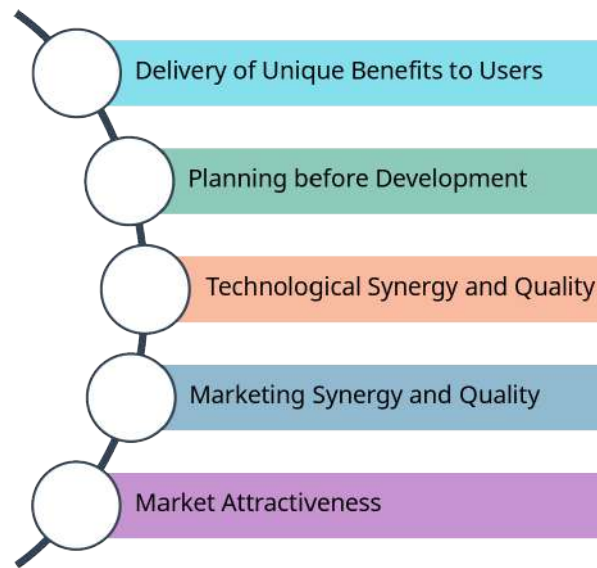 Delivery of Unique Benefits to Users
Planning before Development
Technological Synergy and Quality
Marketing Synergy and Quality
Market Attractiveness